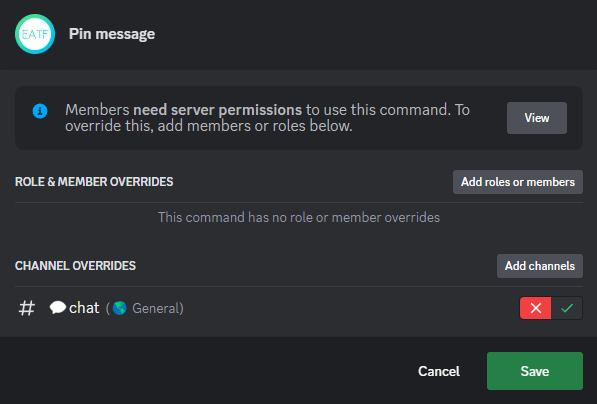 EATF
Pin message
Members need server permissions to use this command. To
override this, add members or roles below.
View
ROLE & MEMBER OVERRIDES
Add roles or members
This command has no role or member overrides
CHANNEL OVERRIDES
Add channels
# 💬chat (🌎 General)
Cancel
Save